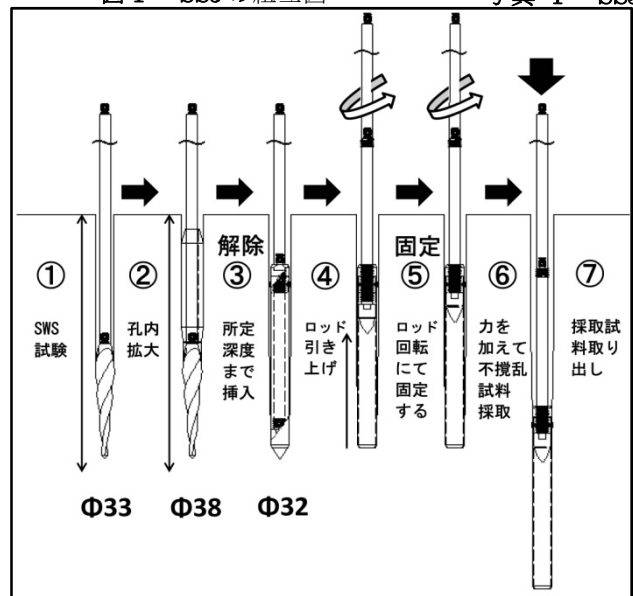 解除
固定
①
SWS
試験
②
孔内
拡大
③
所定
深度
まで
挿入
④
ロッド
引き
上げ
⑤
ロッド
回転
にて
固定
する
⑥
力を
加えて
不撹乱
試料
採取
⑦
採取試
料取り
出し
Φ33
Φ38
Φ32